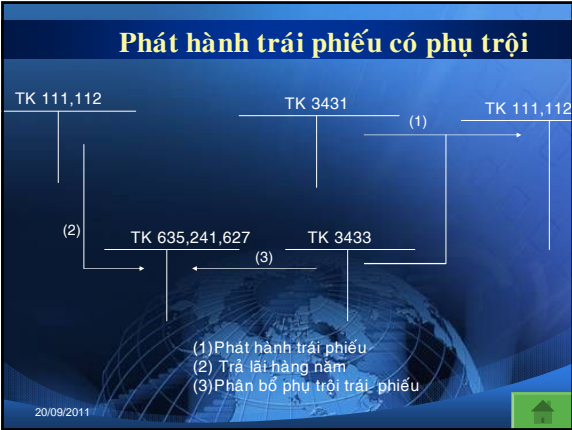 Phát hành trái phiếu có phụ trội
TK 111,112
TK 3431
TK 111,112
(1)
(2)
TK 635,241,627
TK 3433
(3)
(1)Phát hành trái phiếu
(2) Trả lãi hàng năm
(3)Phân bổ phụ trội trái phiếu
20/09/2011